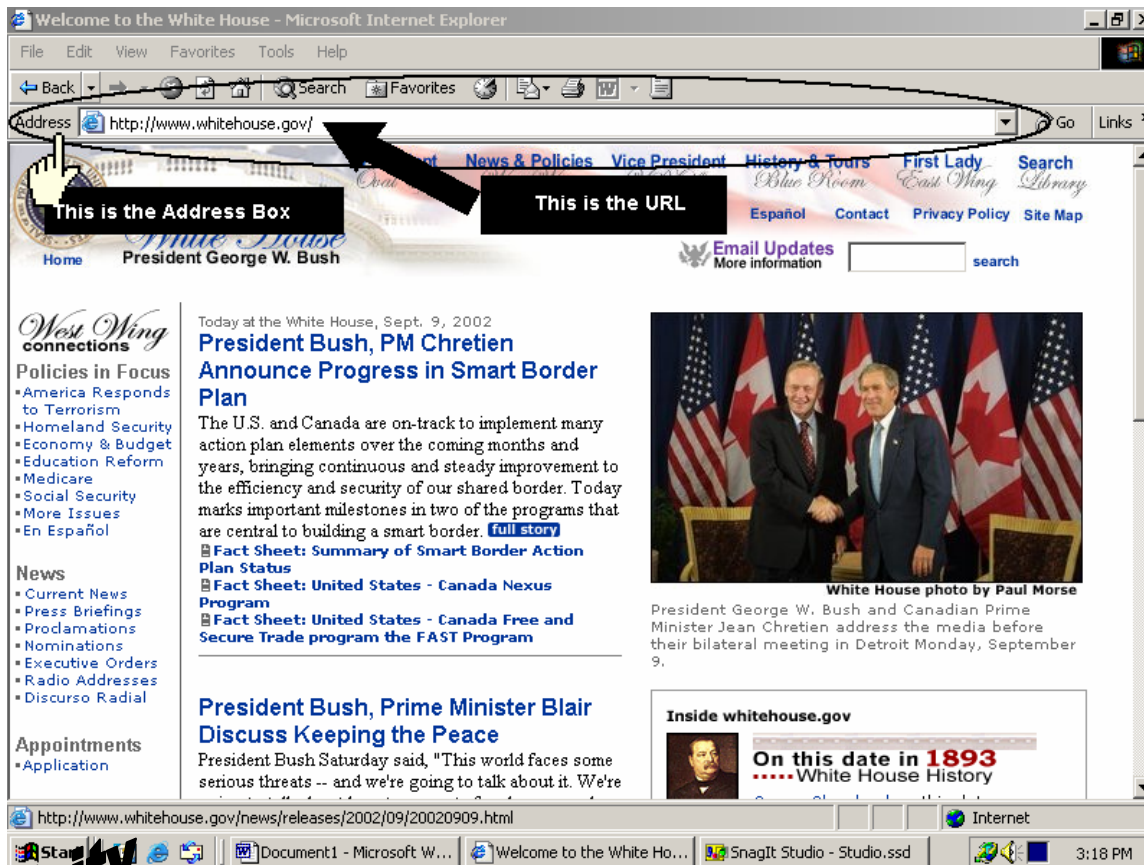 Welcome to the White House - Microsoft Internet Explorer
File Edit View Favorites Tools Help
Back Search Favorites
Address http://www.whitehouse.gov/ Go Links
News & Policies Vice President History & Tours First Lady Search
Oval Blue Room East Wing Library
This is the Address Box
This is the URL
Español Contact Privacy Policy Site Map
White House
Home President George W. Bush
Email Updates
More information
search
West Wing
connections
Policies in Focus
America Responds
to Terrorism
Homeland Security
Economy & Budget
Education Reform
Medicare
Social Security
More Issues
En Español
News
Current News
Press Briefings
Proclamations
Nominations
Executive Orders
Radio Addresses
Discurso Radial
Appointments
Application
Today at the White House, Sept. 9, 2002
President Bush, PM Chretien
Announce Progress in Smart Border
Plan
The U.S. and Canada are on-track to implement many
action plan elements over the coming months and
years, bringing continuous and steady improvement to
the efficiency and security of our shared border. Today
marks important milestones in two of the programs that
are central to building a smart border. full story
Fact Sheet: Summary of Smart Border Action
Plan Status
Fact Sheet: United States - Canada Nexus
Program
Fact Sheet: United States - Canada Free and
Secure Trade program the FAST Program
President Bush, Prime Minister Blair
Discuss Keeping the Peace
President Bush Saturday said, "This world faces some
serious threats -- and we're going to talk about it. We're
White House photo by Paul Morse
President George W. Bush and Canadian Prime
Minister Jean Chretien address the media before
their bilateral meeting in Detroit Monday, September
9.
Inside whitehouse.gov
On this date in 1893
White House History
http://www.whitehouse.gov/news/releases/2002/09/20020909.html
Internet
Start Document1 - Microsoft W... Welcome to the White Ho... SnagIt Studio - Studio.ssd 3:18 PM